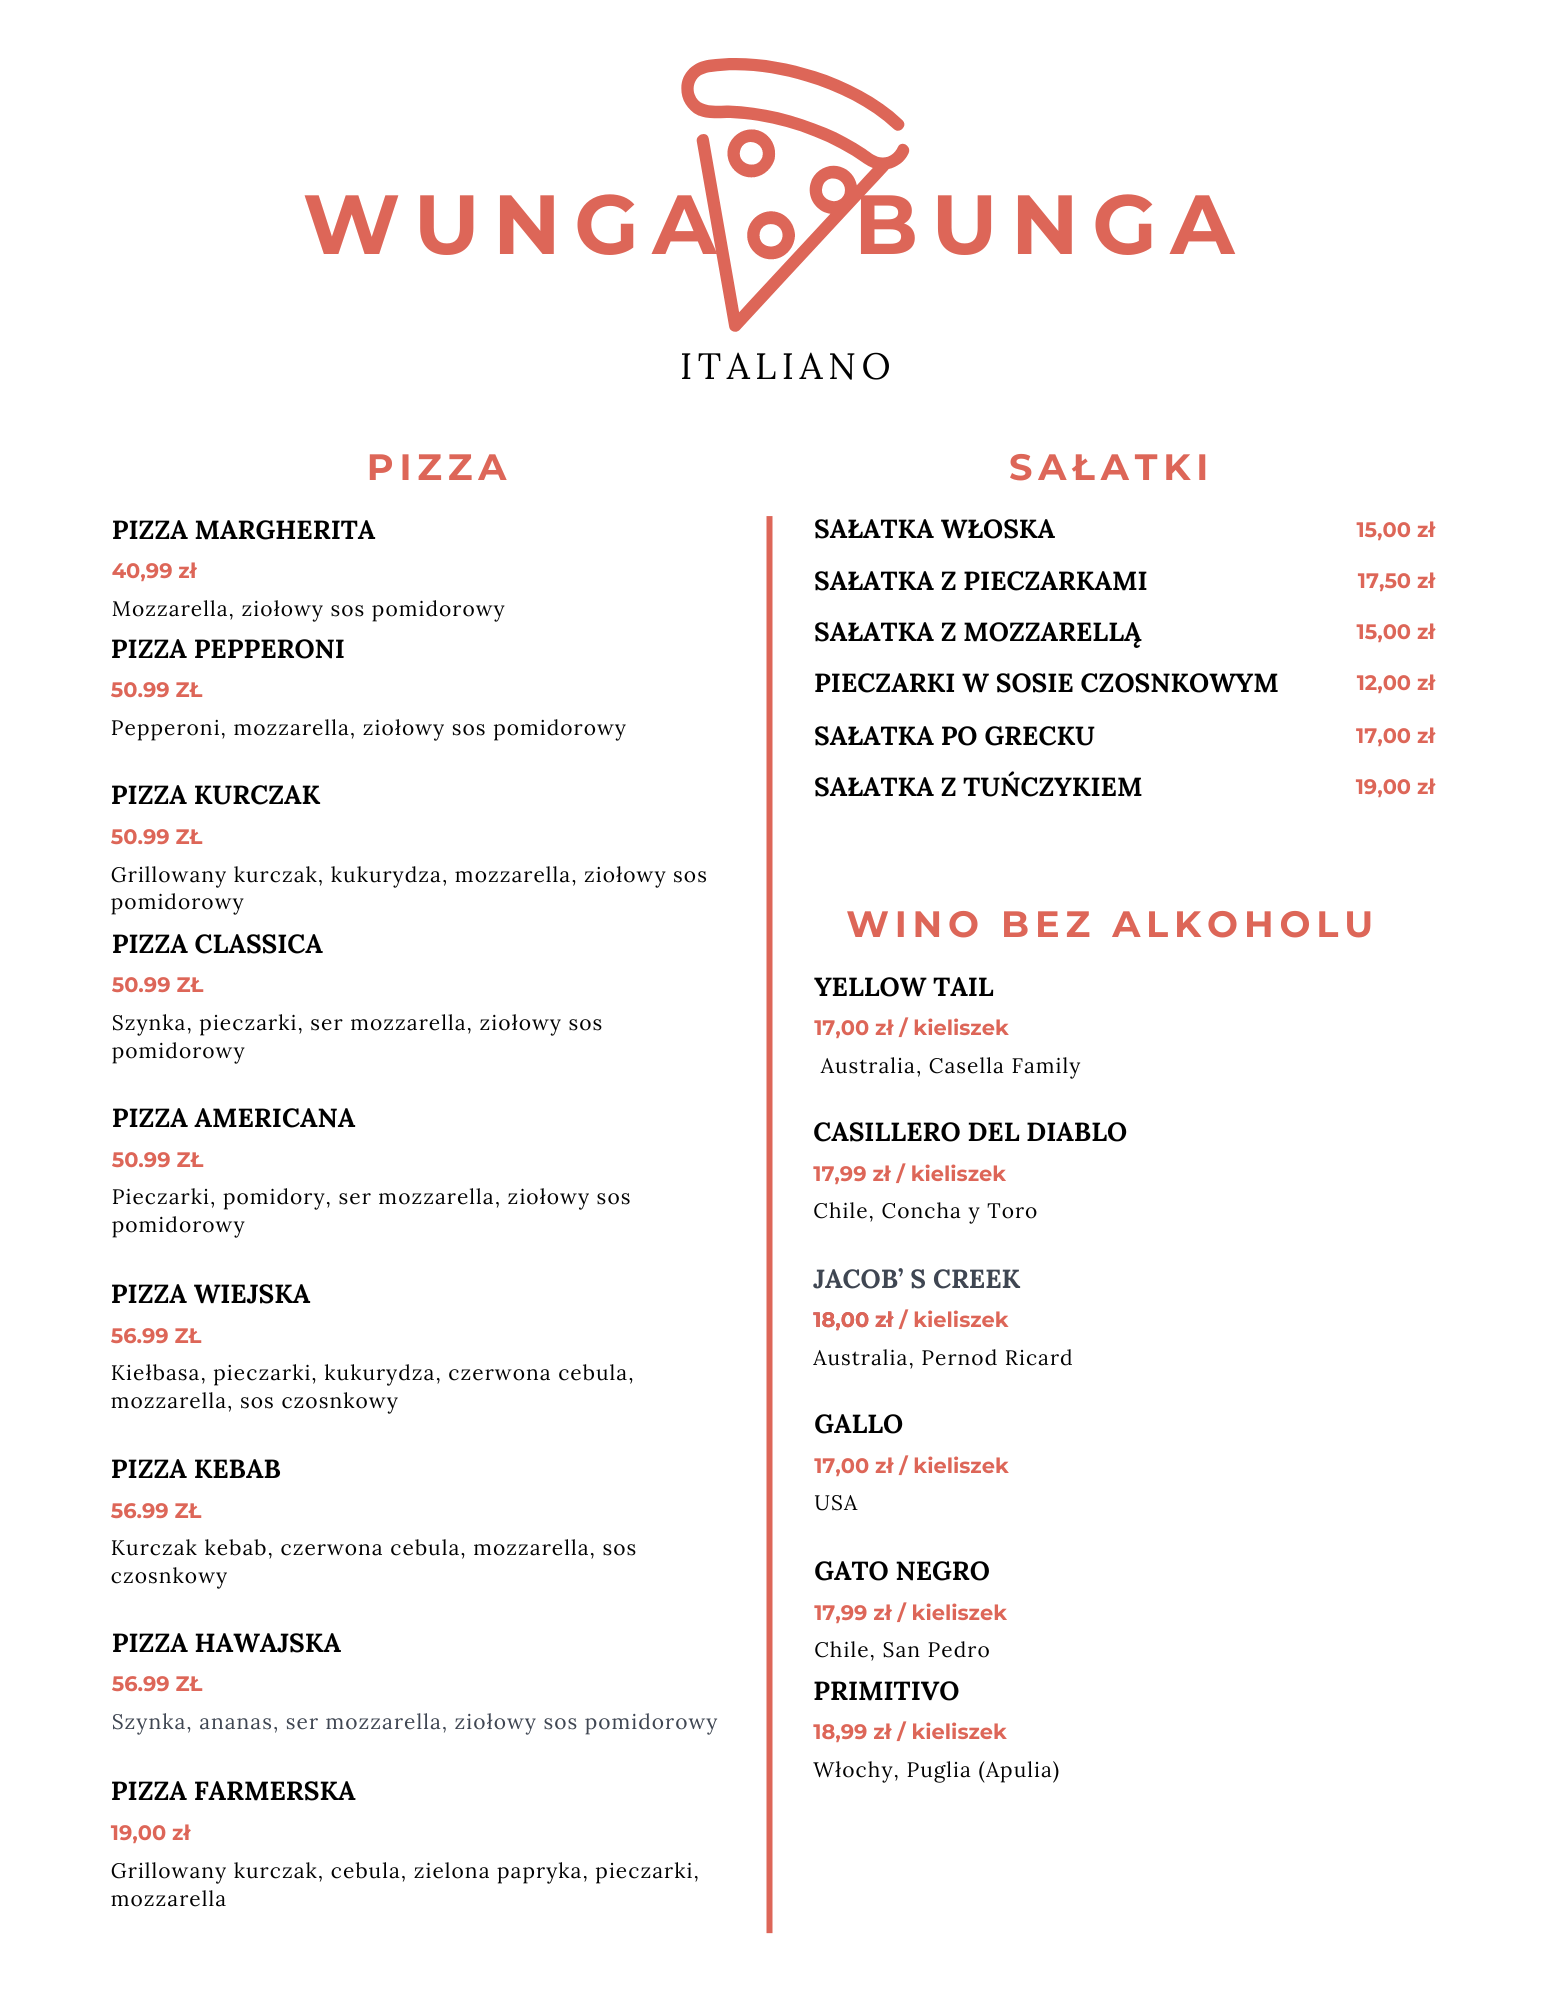 WUNGA BUNGA
ITALIANO
PIZZA
PIZZA MARGHERITA
40,99 zł
Mozzarella, ziołowy sos pomidorowy
PIZZA PEPPERONI
50.99 ZŁ
Pepperoni, mozzarella, ziołowy sos pomidorowy
PIZZA KURCZAK
50.99 ZŁ
Grillowany kurczak, kukurydza, mozzarella, ziołowy sos
pomidorowy
PIZZA CLASSICA
50.99 ZŁ
Szynka, pieczarki, ser mozzarella, ziołowy sos
pomidorowy
PIZZA AMERICANA
50.99 ZŁ
Pieczarki, pomidory, ser mozzarella, ziołowy sos
pomidorowy
PIZZA WIEJSKA
56.99 ZŁ
Kiełbasa, pieczarki, kukurydza, czerwona cebula,
mozzarella, sos czosnkowy
PIZZA KEBAB
56.99 ZŁ
Kurczak kebab, czerwona cebula, mozzarella, sos
czosnkowy
PIZZA HAWAJSKA
56.99 ZŁ
Szynka, ananas, ser mozzarella, ziołowy sos pomidorowy
PIZZA FARMERSKA
19,00 zł
Grillowany kurczak, cebula, zielona papryka, pieczarki,
mozzarella
SAŁATKI
SAŁATKA WŁOSKA 15,00 zł
SAŁATKA Z PIECZARKAMI 17,50 zł
SAŁATKA Z MOZZARELLĄ 15,00 zł
PIECZARKI W SOSIE CZOSNKOWYM 12,00 zł
SAŁATKA PO GRECKU 17,00 zł
SAŁATKA Z TUŃCZYKIEM 19,00 zł
WINO BEZ ALKOHOLU
YELLOW TAIL
17,00 zł / kieliszek
Australia, Casella Family
CASILLERO DEL DIABLO
17,99 zł / kieliszek
Chile, Concha y Toro
JACOB’ S CREEK
18,00 zł / kieliszek
Australia, Pernod Ricard
GALLO
17,00 zł / kieliszek
USA
GATO NEGRO
17,99 zł / kieliszek
Chile, San Pedro
PRIMITIVO
18,99 zł / kieliszek
Włochy, Puglia (Apulia)